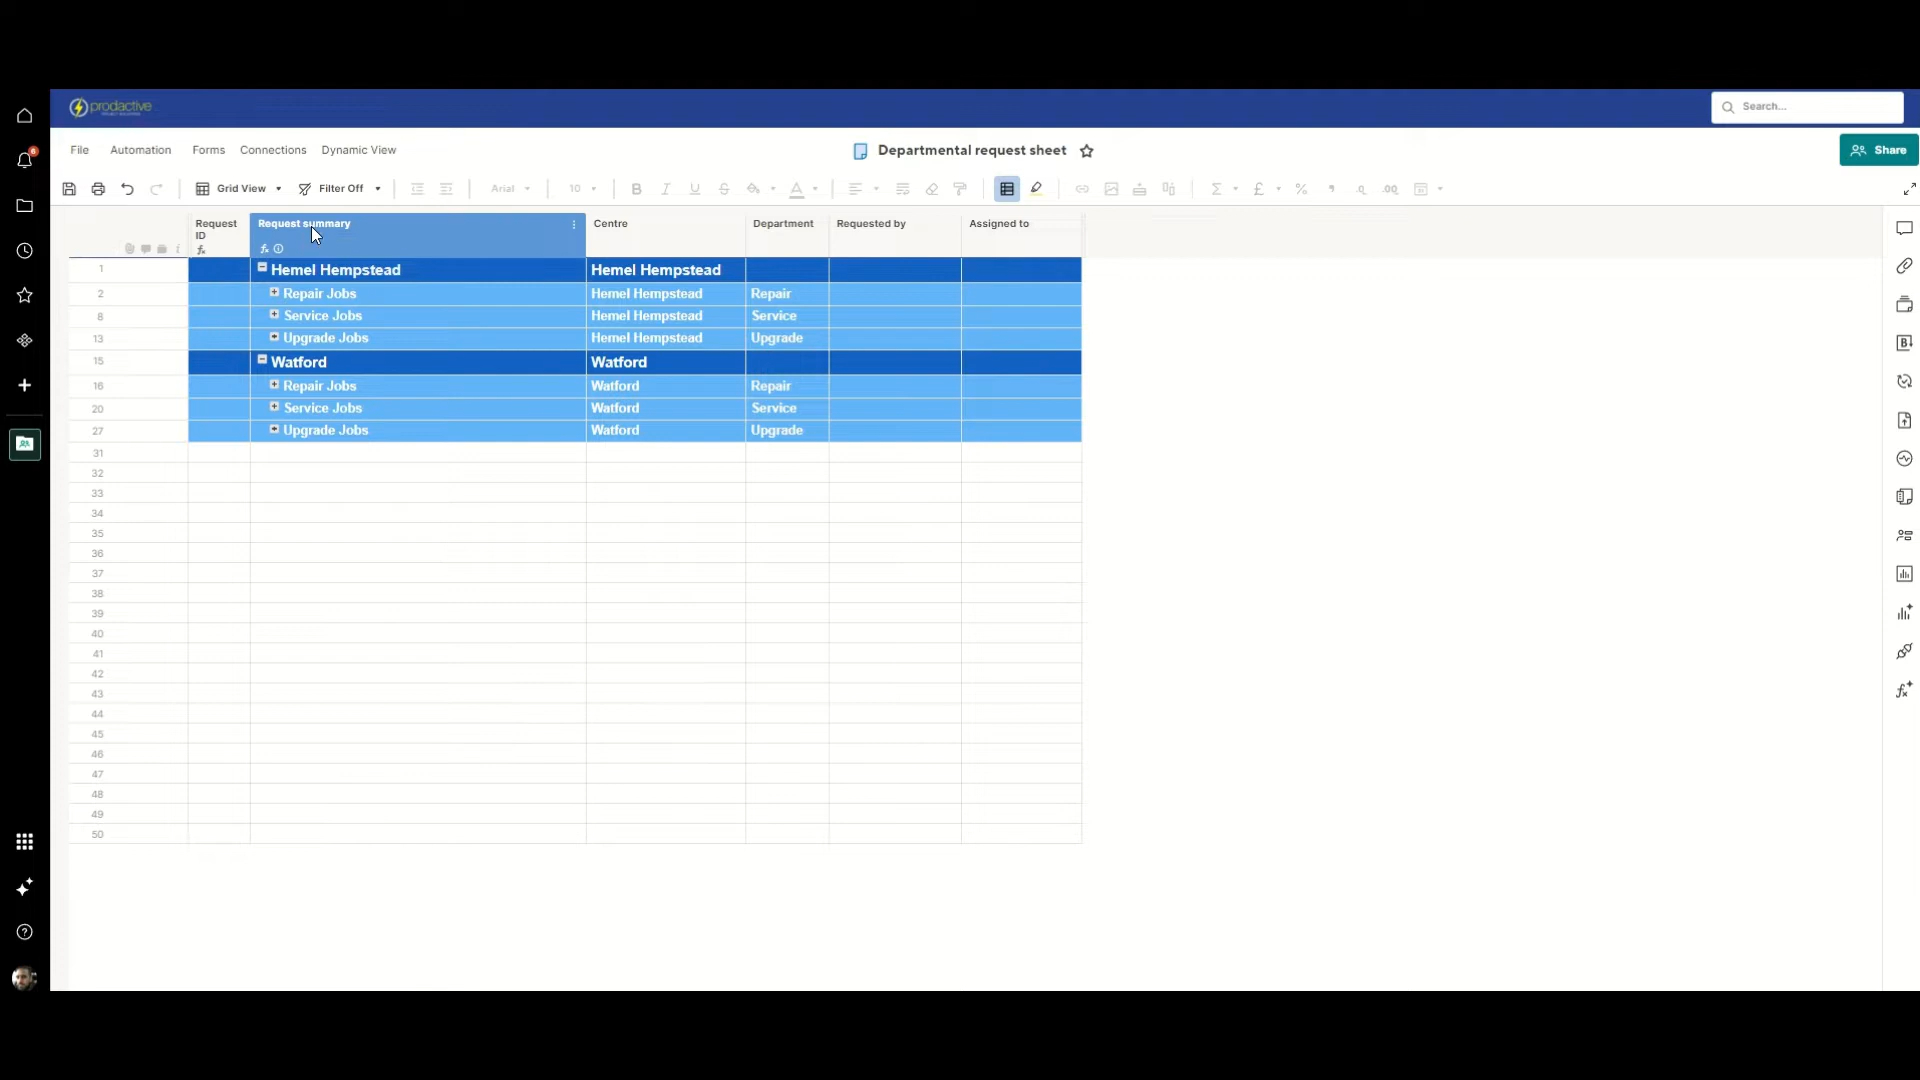 prodactive
Search...
File Automation Forms Connections Dynamic View
Departmental request sheet
Share
Grid View Filter Off Arial 10
Request ID
Request summary
Centre
Department
Requested by
Assigned to
1 Hemel Hempstead Hemel Hempstead
2 Repair Jobs Hemel Hempstead Repair
8 Service Jobs Hemel Hempstead Service
13 Upgrade Jobs Hemel Hempstead Upgrade
15 Watford Watford
16 Repair Jobs Watford Repair
20 Service Jobs Watford Service
27 Upgrade Jobs Watford Upgrade
31
32
33
34
35
36
37
38
39
40
41
42
43
44
45
46
47
48
49
50